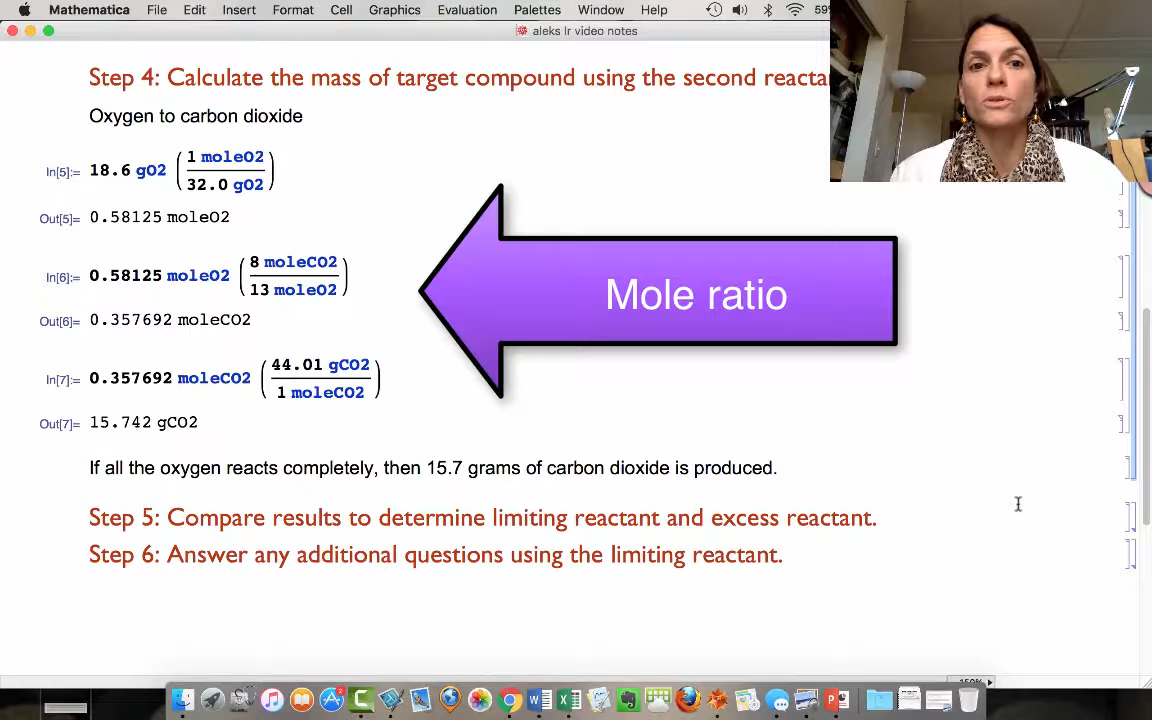 Mathematica File Edit Insert Format Cell Graphics Evaluation Palettes Window Help 59
aleks lr video notes
Step 4: Calculate the mass of target compound using the second
Oxygen to carbon dioxide
In[5]:= 18.6 gO2 (1 moleO2 / 32.0 gO2)
Out[5]= 0.58125 moleO2
In[6]:= 0.58125 moleO2 (8 moleCO2 / 13 moleO2)
Mole ratio
Out[6]= 0.357692 moleCO2
In[7]:= 0.357692 moleCO2 (44.01 gCO2 / 1 moleCO2)
Out[7]= 15.742 gCO2
If all the oxygen reacts completely, then 15.7 grams of carbon dioxide is produced.
Step 5: Compare results to determine limiting reactant and excess reactant.
Step 6: Answer any additional questions using the limiting reactant.